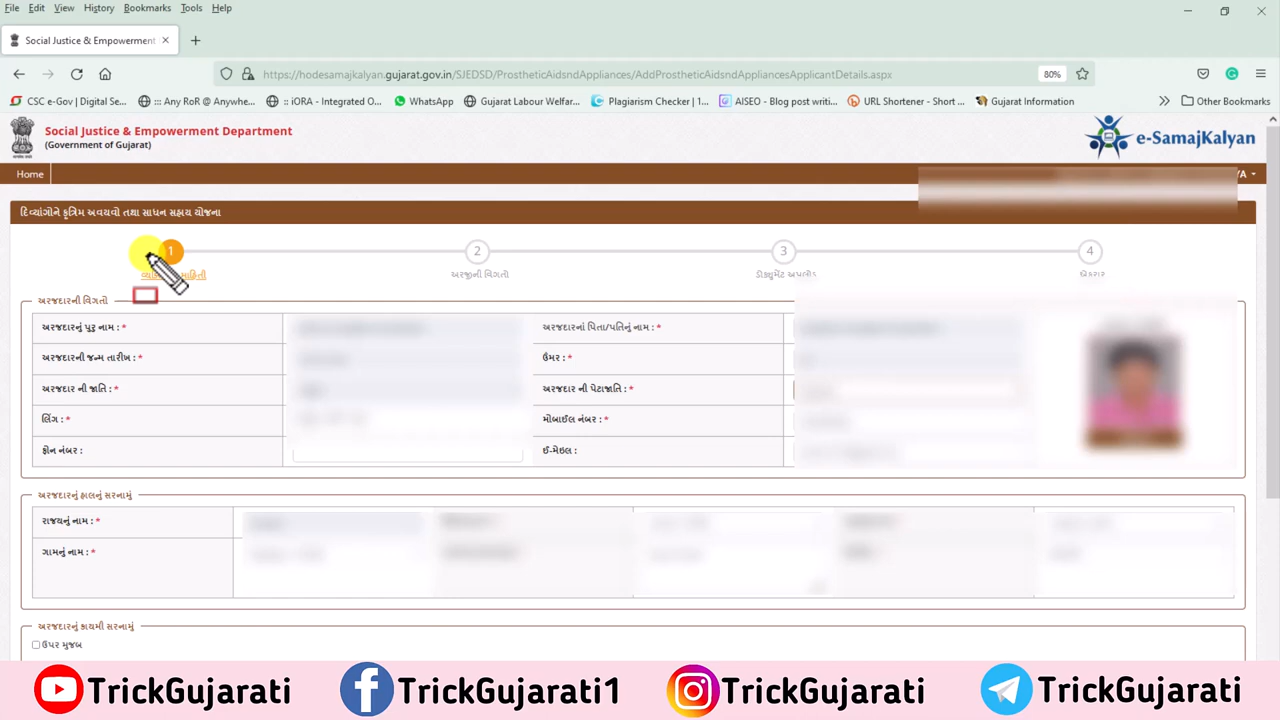 File Edit View History Bookmarks Tools Help
Social Justice & Empowerment
https://hodesamajkalyan.gujarat.gov.in/SJEDSD/ProstheticAidsndAppliances/AddProstheticAidsndAppliancesApplicantDetails.aspx 80%
CSC e-Gov | Digital Se... ::: Any RoR @ Anywhe... :: iORA - Integrated O... WhatsApp Gujarat Labour Welfar... Plagiarism Checker | 1... AISEO - Blog post writi... URL Shortener - Short ... Gujarat Information Other Bookmarks
Social Justice & Empowerment Department
(Government of Gujarat)
e-SamajKalyan
Home
YA
દિવ્યાંગોને કૃત્રિમ અવયવો તથા સાધન સહાય યોજના
1 2 3 4
અરજીની વિગતો ડોક્યુમેંટ અપલોડ એકરાર
અરજદારની વિગતો
અરજદારનું પુરૂ નામ : * અરજદારનાં પિતા/પતિનું નામ : *
અરજદારની જન્મ તારીખ : * ઉંમર : *
અરજદાર ની જાતિ : * અરજદાર ની પેટાજાતિ : *
લિંગ : * મોબાઈલ નંબર : *
ફોન નંબર : ઈ-મેઇલ :
અરજદારનું હાલનું સરનામું
રાજ્યનું નામ : *
ગામનું નામ : *
અરજદારનું કાયમી સરનામું
ઉપર મુજબ
TrickGujarati TrickGujarati1 TrickGujarati TrickGujarati